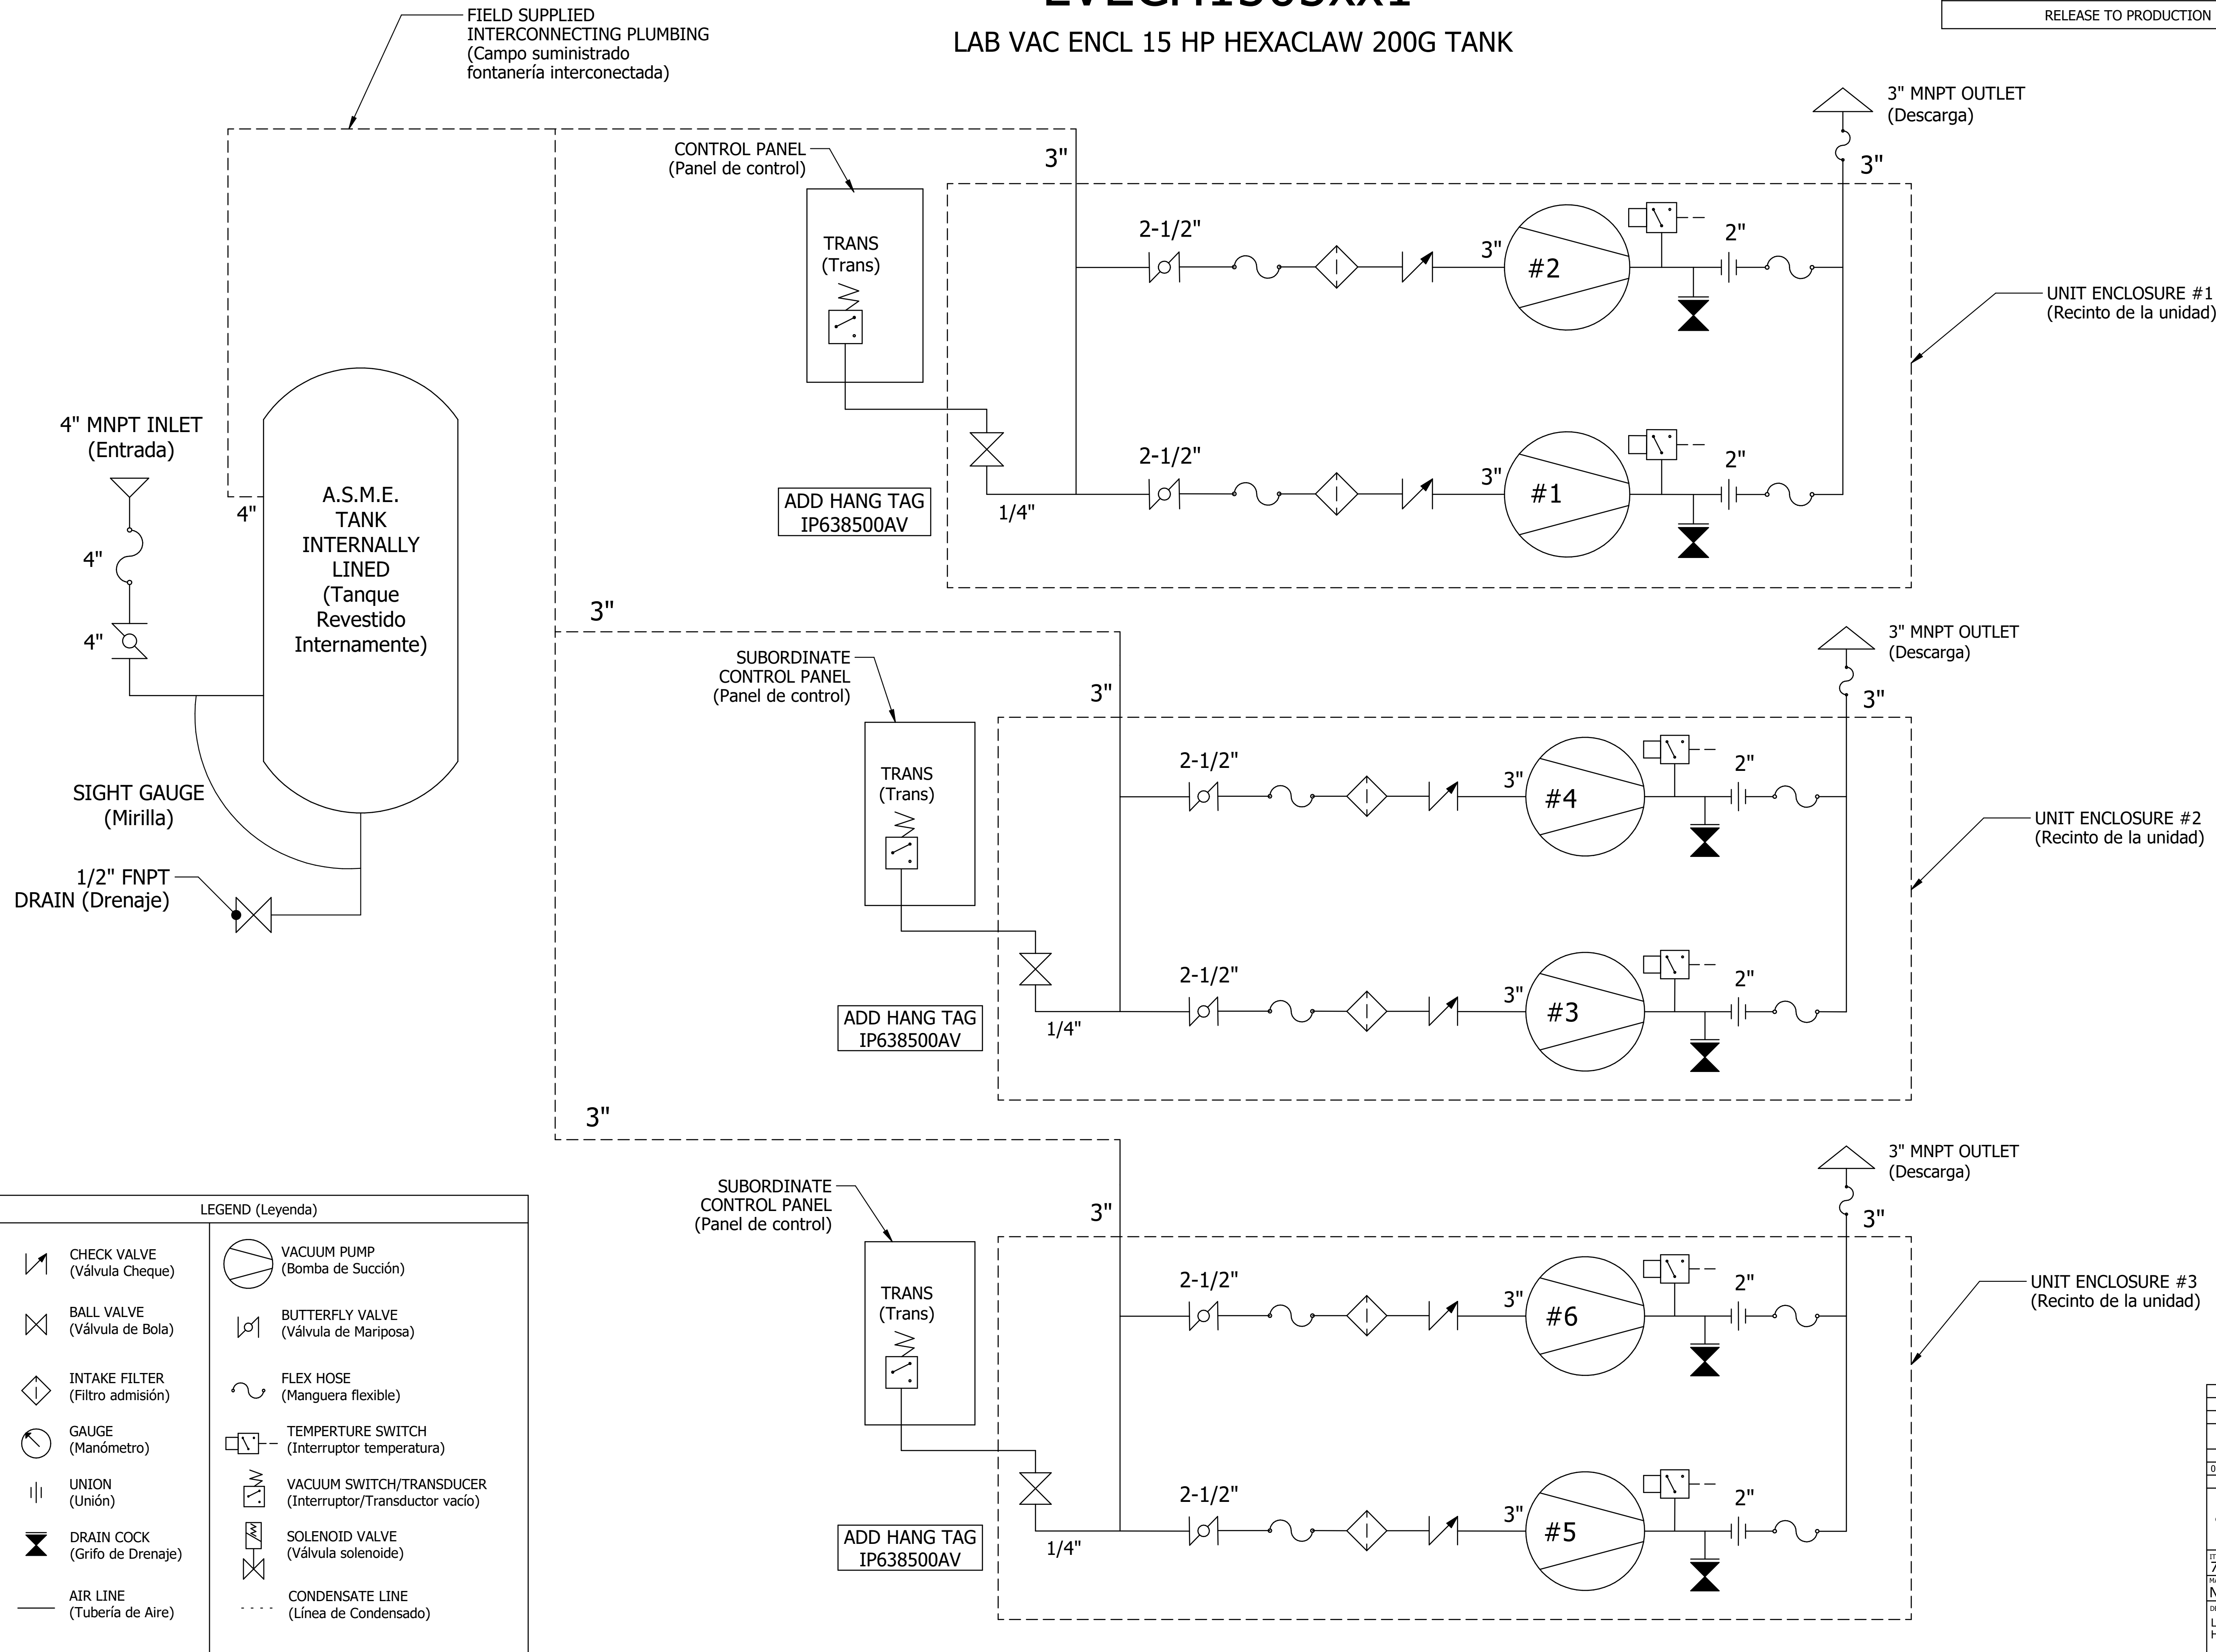 LAB VAC ENCL 15 HP HEXACLAW 200G TANK
RELEASE TO PRODUCTION
FIELD SUPPLIED
INTERCONNECTING PLUMBING
(Campo suministrado
fontanería interconectada)
4" MNPT INLET
(Entrada)
4"
4"
4"
A.S.M.E.
TANK
INTERNALLY
LINED
(Tanque
Revestido
Internamente)
SIGHT GAUGE
(Mirilla)
1/2" FNPT
DRAIN (Drenaje)
CONTROL PANEL
(Panel de control)
TRANS
(Trans)
ADD HANG TAG
IP638500AV
1/4"
3"
2-1/2"
3"
#2
2"
2-1/2"
3"
#1
2"
3" MNPT OUTLET
(Descarga)
3"
UNIT ENCLOSURE #1
(Recinto de la unidad)
3"
SUBORDINATE
CONTROL PANEL
(Panel de control)
TRANS
(Trans)
ADD HANG TAG
IP638500AV
1/4"
3"
2-1/2"
3"
#4
2"
2-1/2"
3"
#3
2"
3" MNPT OUTLET
(Descarga)
3"
UNIT ENCLOSURE #2
(Recinto de la unidad)
3"
SUBORDINATE
CONTROL PANEL
(Panel de control)
TRANS
(Trans)
ADD HANG TAG
IP638500AV
1/4"
3"
2-1/2"
3"
#6
2"
2-1/2"
3"
#5
2"
3" MNPT OUTLET
(Descarga)
3"
UNIT ENCLOSURE #3
(Recinto de la unidad)
LEGEND (Leyenda)
CHECK VALVE
(Válvula Cheque)
BALL VALVE
(Válvula de Bola)
INTAKE FILTER
(Filtro admisión)
GAUGE
(Manómetro)
UNION
(Unión)
DRAIN COCK
(Grifo de Drenaje)
AIR LINE
(Tubería de Aire)
VACUUM PUMP
(Bomba de Succión)
BUTTERFLY VALVE
(Válvula de Mariposa)
FLEX HOSE
(Manguera flexible)
TEMPERTURE SWITCH
(Interruptor temperatura)
VACUUM SWITCH/TRANSDUCER
(Interruptor/Transductor vacío)
SOLENOID VALVE
(Válvula solenoide)
CONDENSATE LINE
(Línea de Condensado)